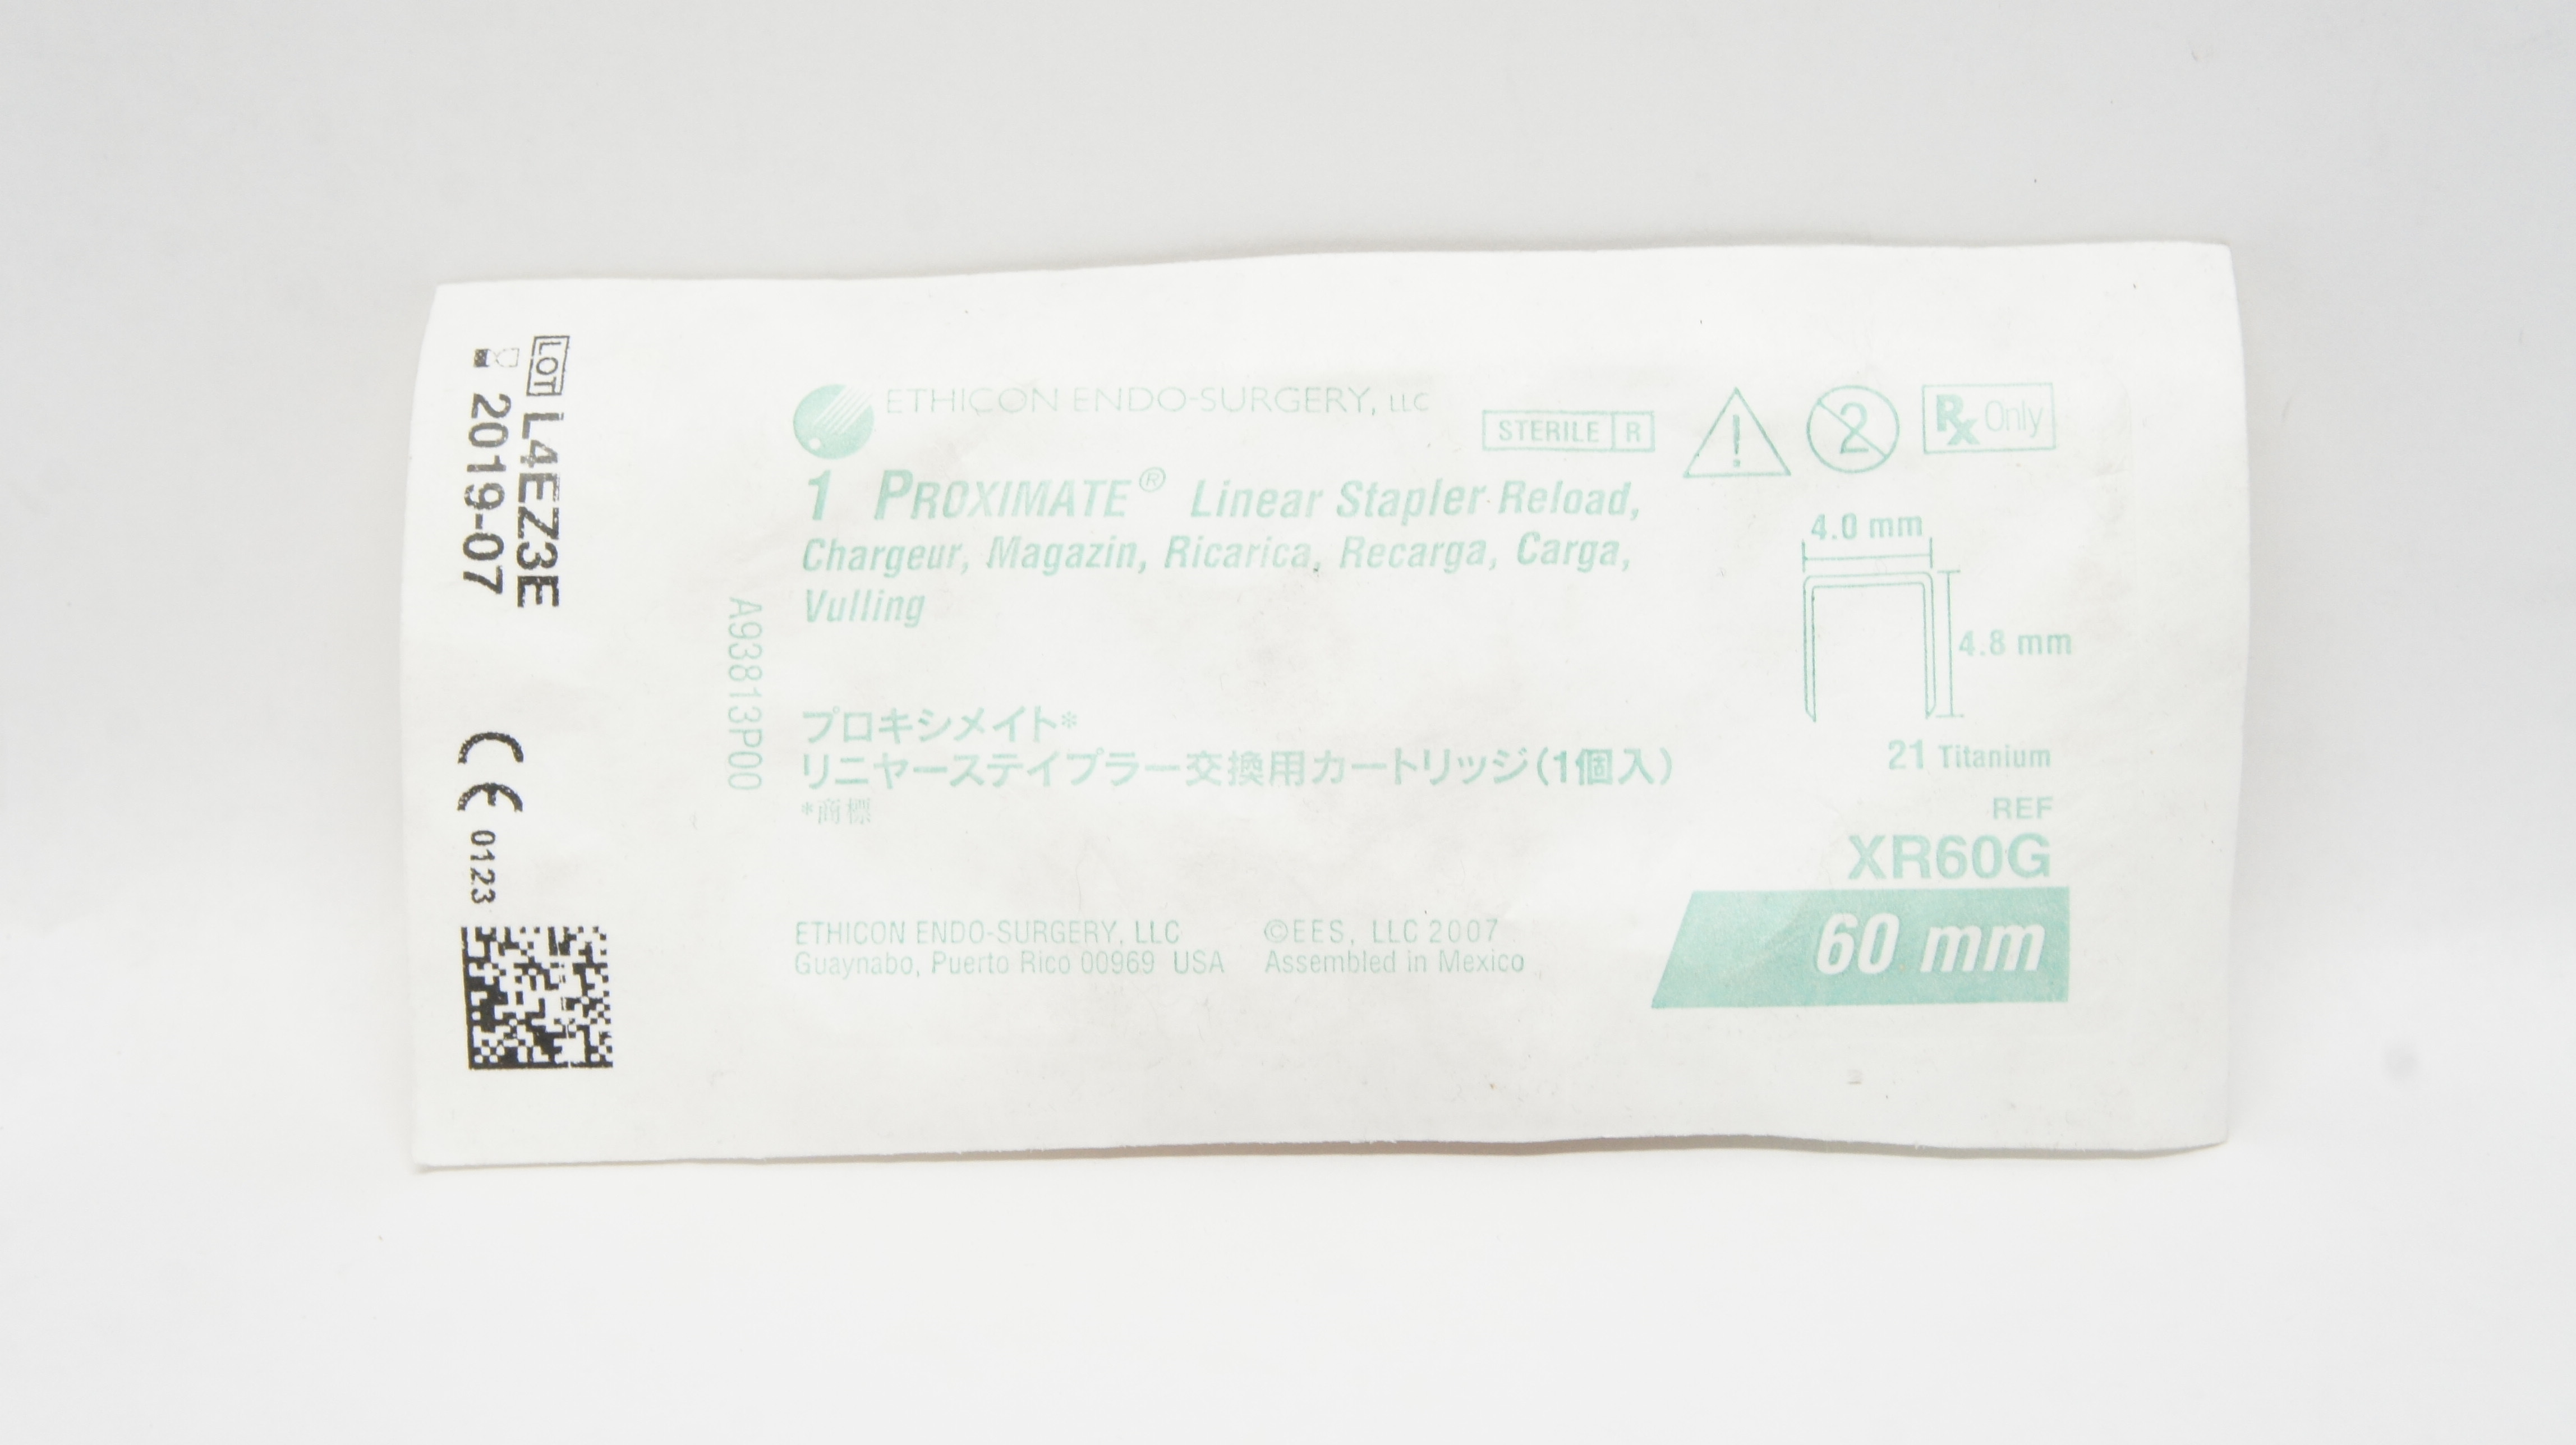 LOT L4EZ3E
2019-07
CE 0123
ETHICON ENDO-SURGERY, LLC
STERILE R
!
2
Rx Only
1 PROXIMATE® Linear Stapler Reload,
Chargeur, Magazin, Ricarica, Recarga, Carga,
Vulling
A93813P00
プロキシメイト*
リニヤーステイプラー交換用カートリッジ(1個入)
*商標
4.0 mm
4.8 mm
21 Titanium
REF
XR60G
60 mm
ETHICON ENDO-SURGERY, LLC
Guaynabo, Puerto Rico 00969 USA
©EES, LLC 2007
Assembled in Mexico